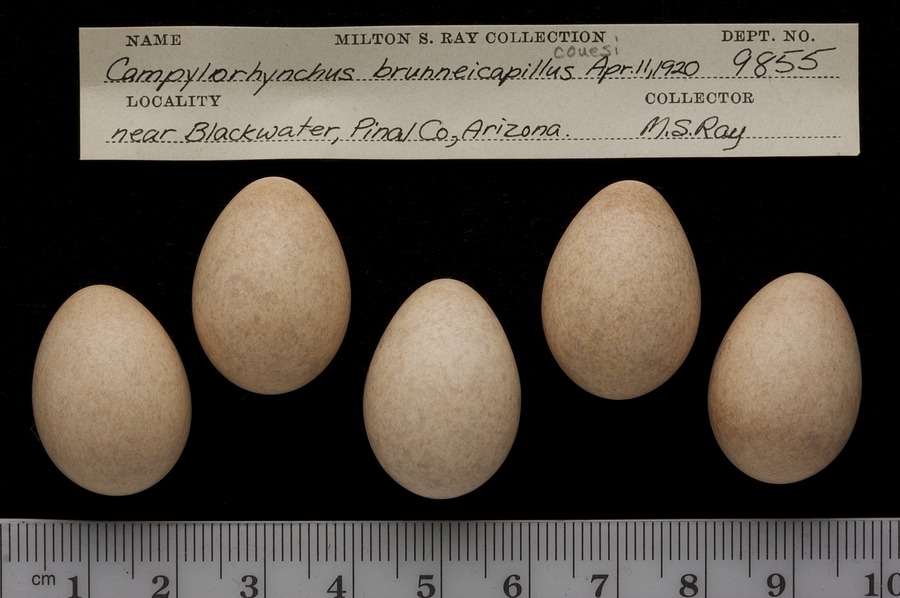 NAME MILTON S. RAY COLLECTION DEPT. NO.
couesi
Campylorhynchus brunneicapillus Apr.11,1920 9855
LOCALITY COLLECTOR
near Blackwater, Pinal Co, Arizona. M.S.Ray
cm 1 2 3 4 5 6 7 8 9 10